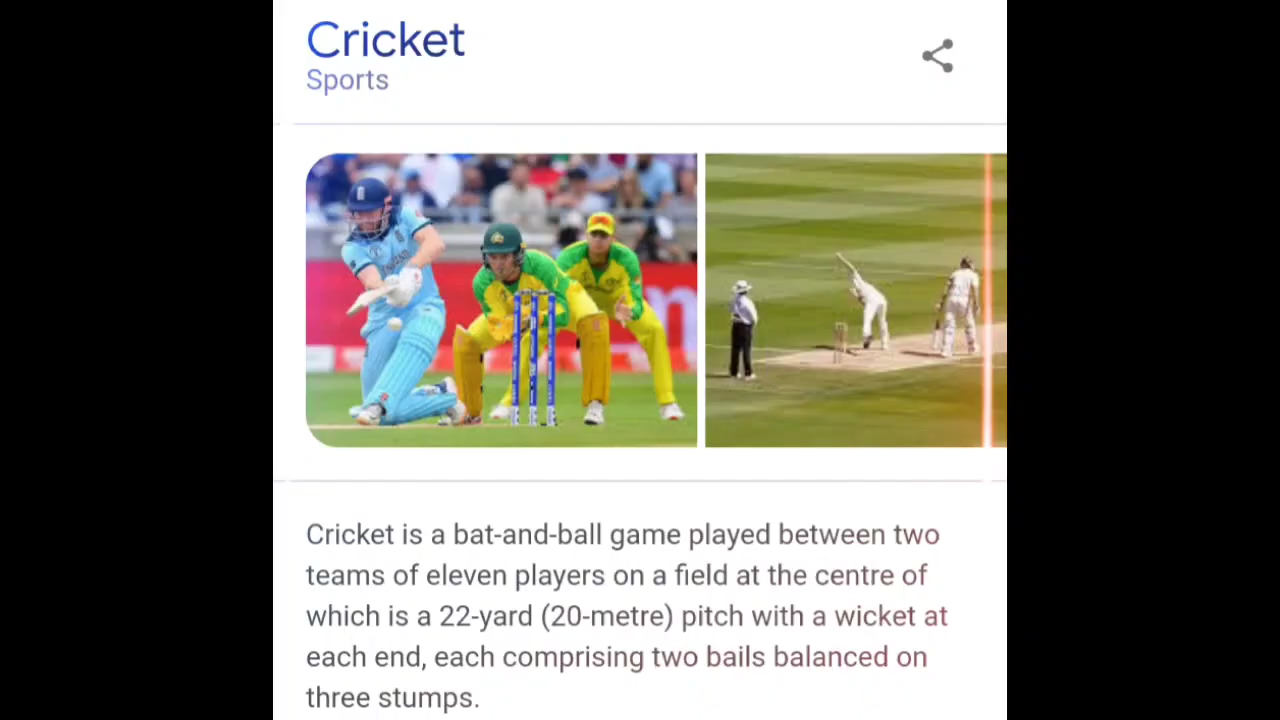 Cricket
Sports
Cricket is a bat-and-ball game played between two
teams of eleven players on a field at the centre of
which is a 22-yard (20-metre) pitch with a wicket at
each end, each comprising two bails balanced on
three stumps.